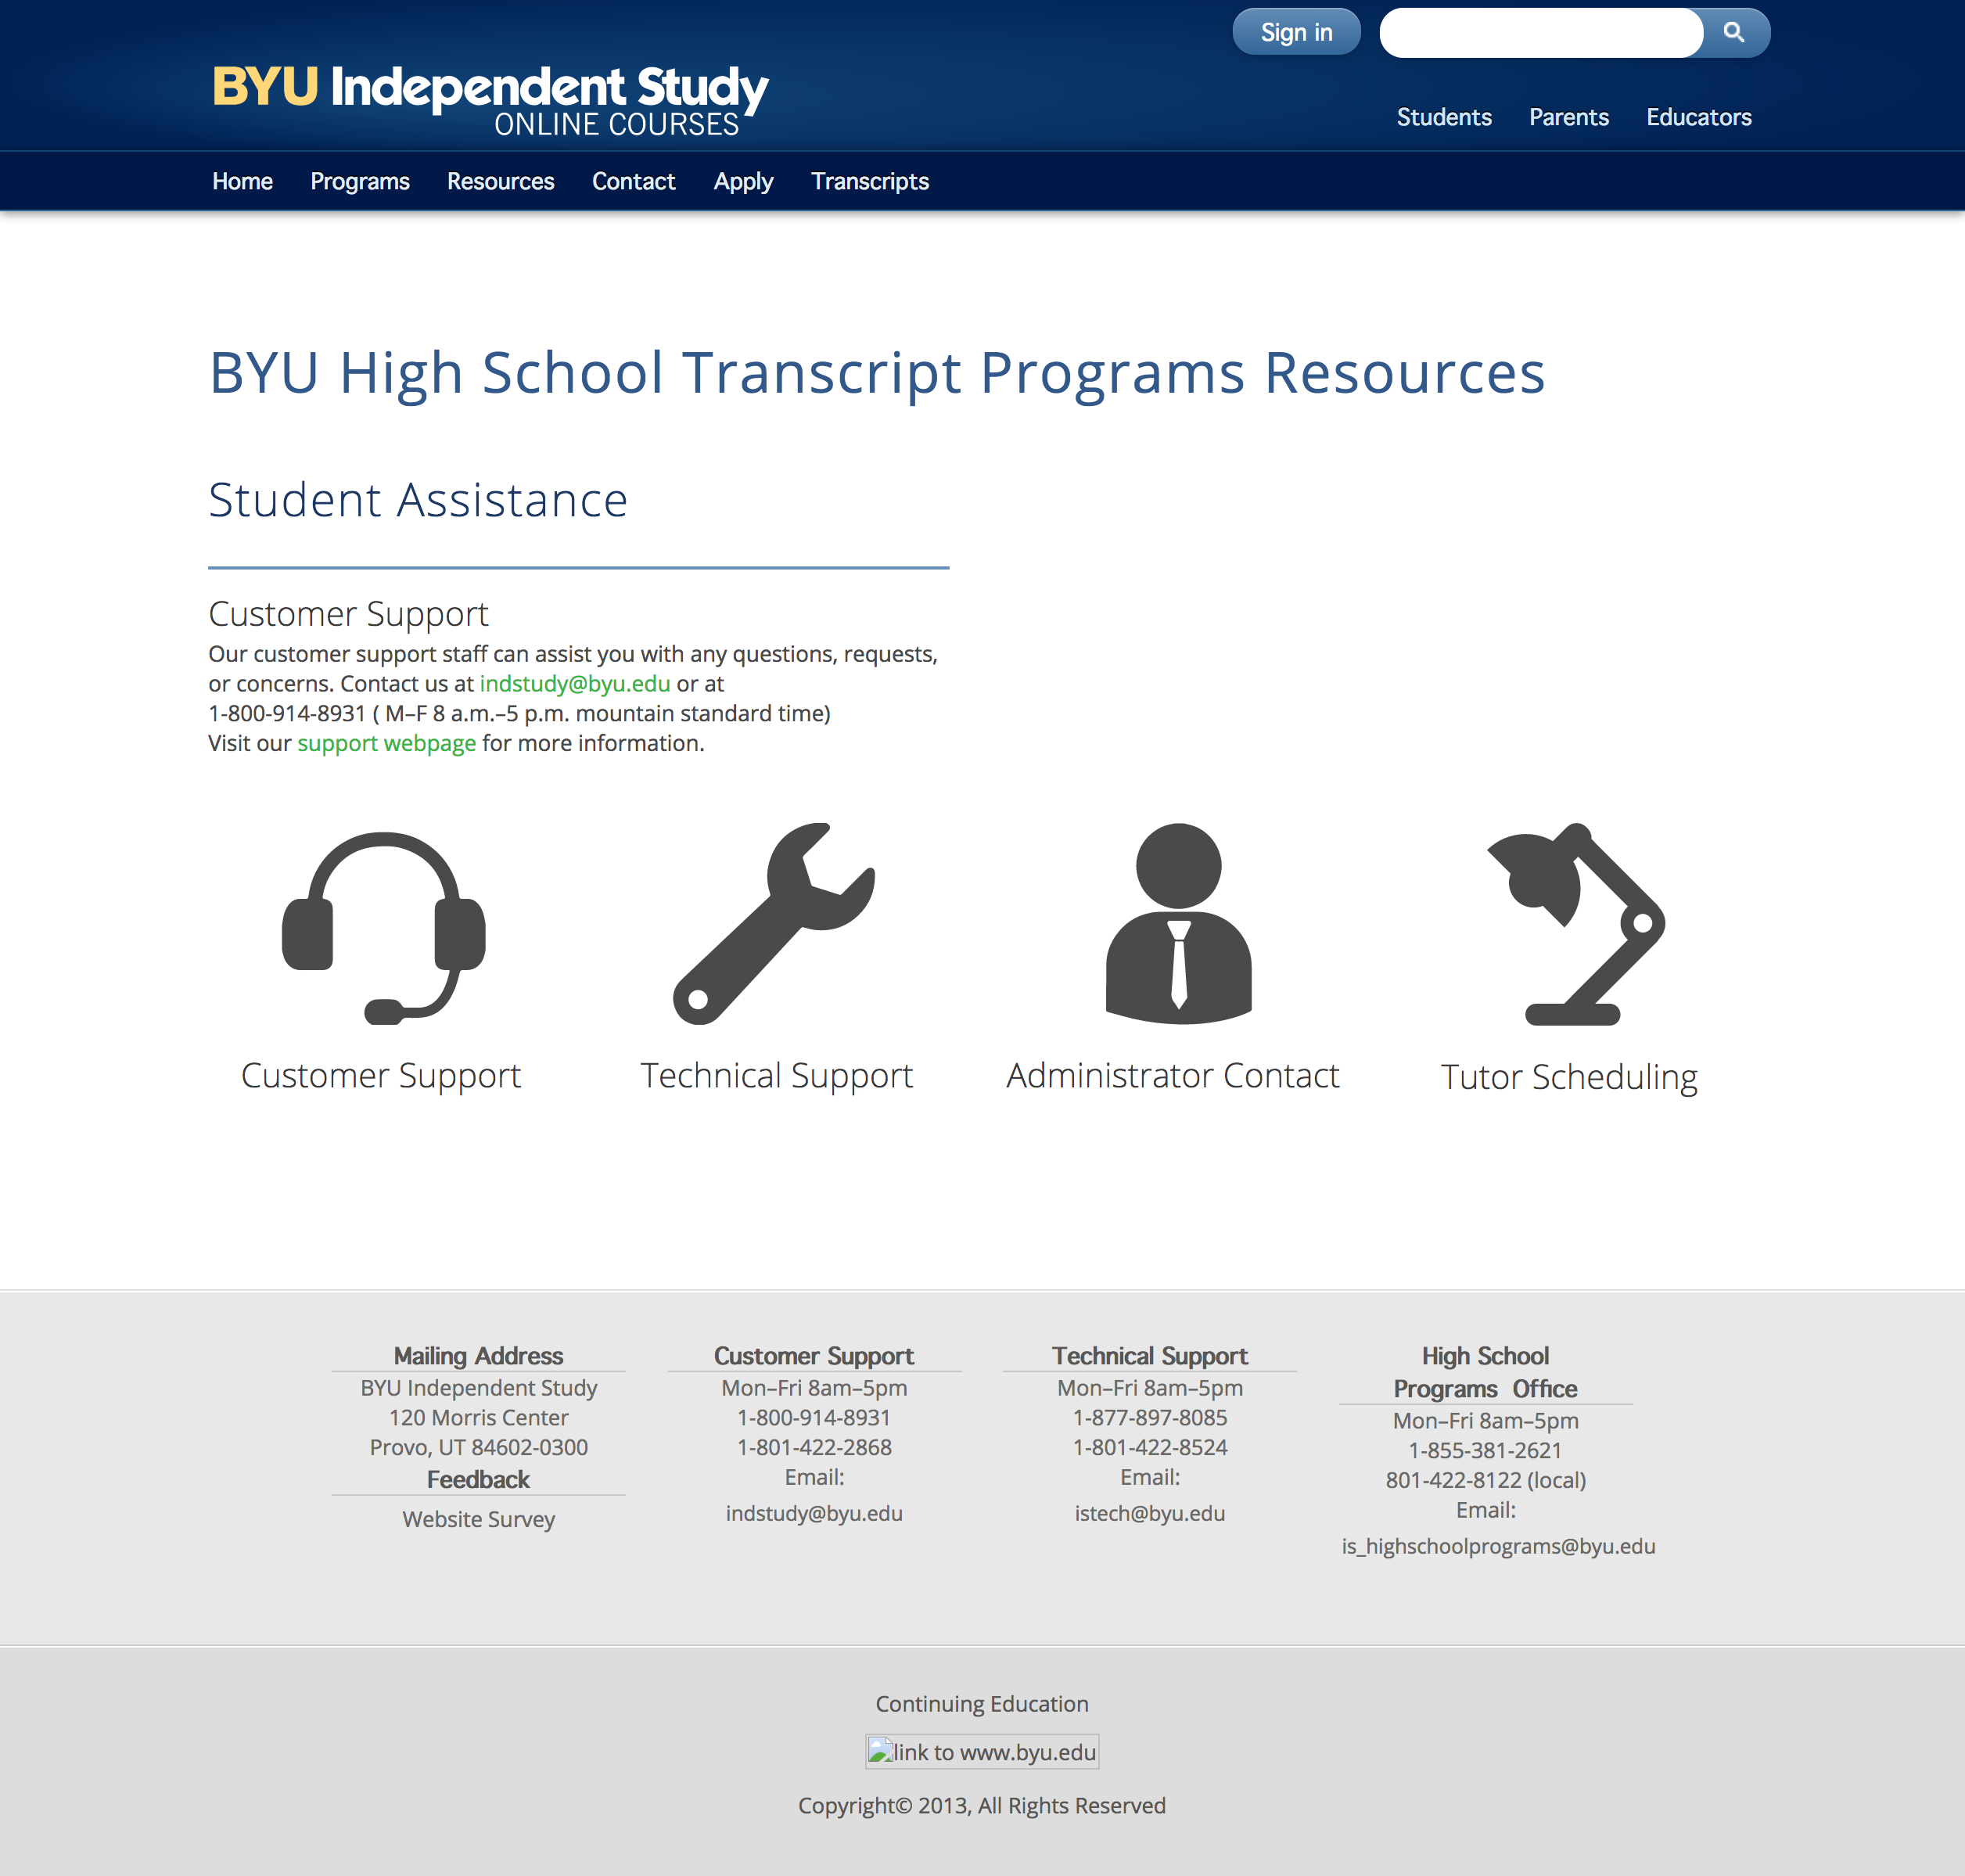 Sign in
BYU Independent Study
ONLINE COURSES
Students Parents Educators
Home Programs Resources Contact Apply Transcripts
BYU High School Transcript Programs Resources
Student Assistance
Customer Support
Our customer support staff can assist you with any questions, requests,
or concerns. Contact us at indstudy@byu.edu or at
1-800-914-8931 ( M–F 8 a.m.–5 p.m. mountain standard time)
Visit our support webpage for more information.
Customer Support
Technical Support
Administrator Contact
Tutor Scheduling
Mailing Address
BYU Independent Study
120 Morris Center
Provo, UT 84602-0300
Feedback
Website Survey
Customer Support
Mon–Fri 8am–5pm
1-800-914-8931
1-801-422-2868
Email:
indstudy@byu.edu
Technical Support
Mon–Fri 8am–5pm
1-877-897-8085
1-801-422-8524
Email:
istech@byu.edu
High School
Programs Office
Mon–Fri 8am–5pm
1-855-381-2621
801-422-8122 (local)
Email:
is_highschoolprograms@byu.edu
Continuing Education
link to www.byu.edu
Copyright© 2013, All Rights Reserved